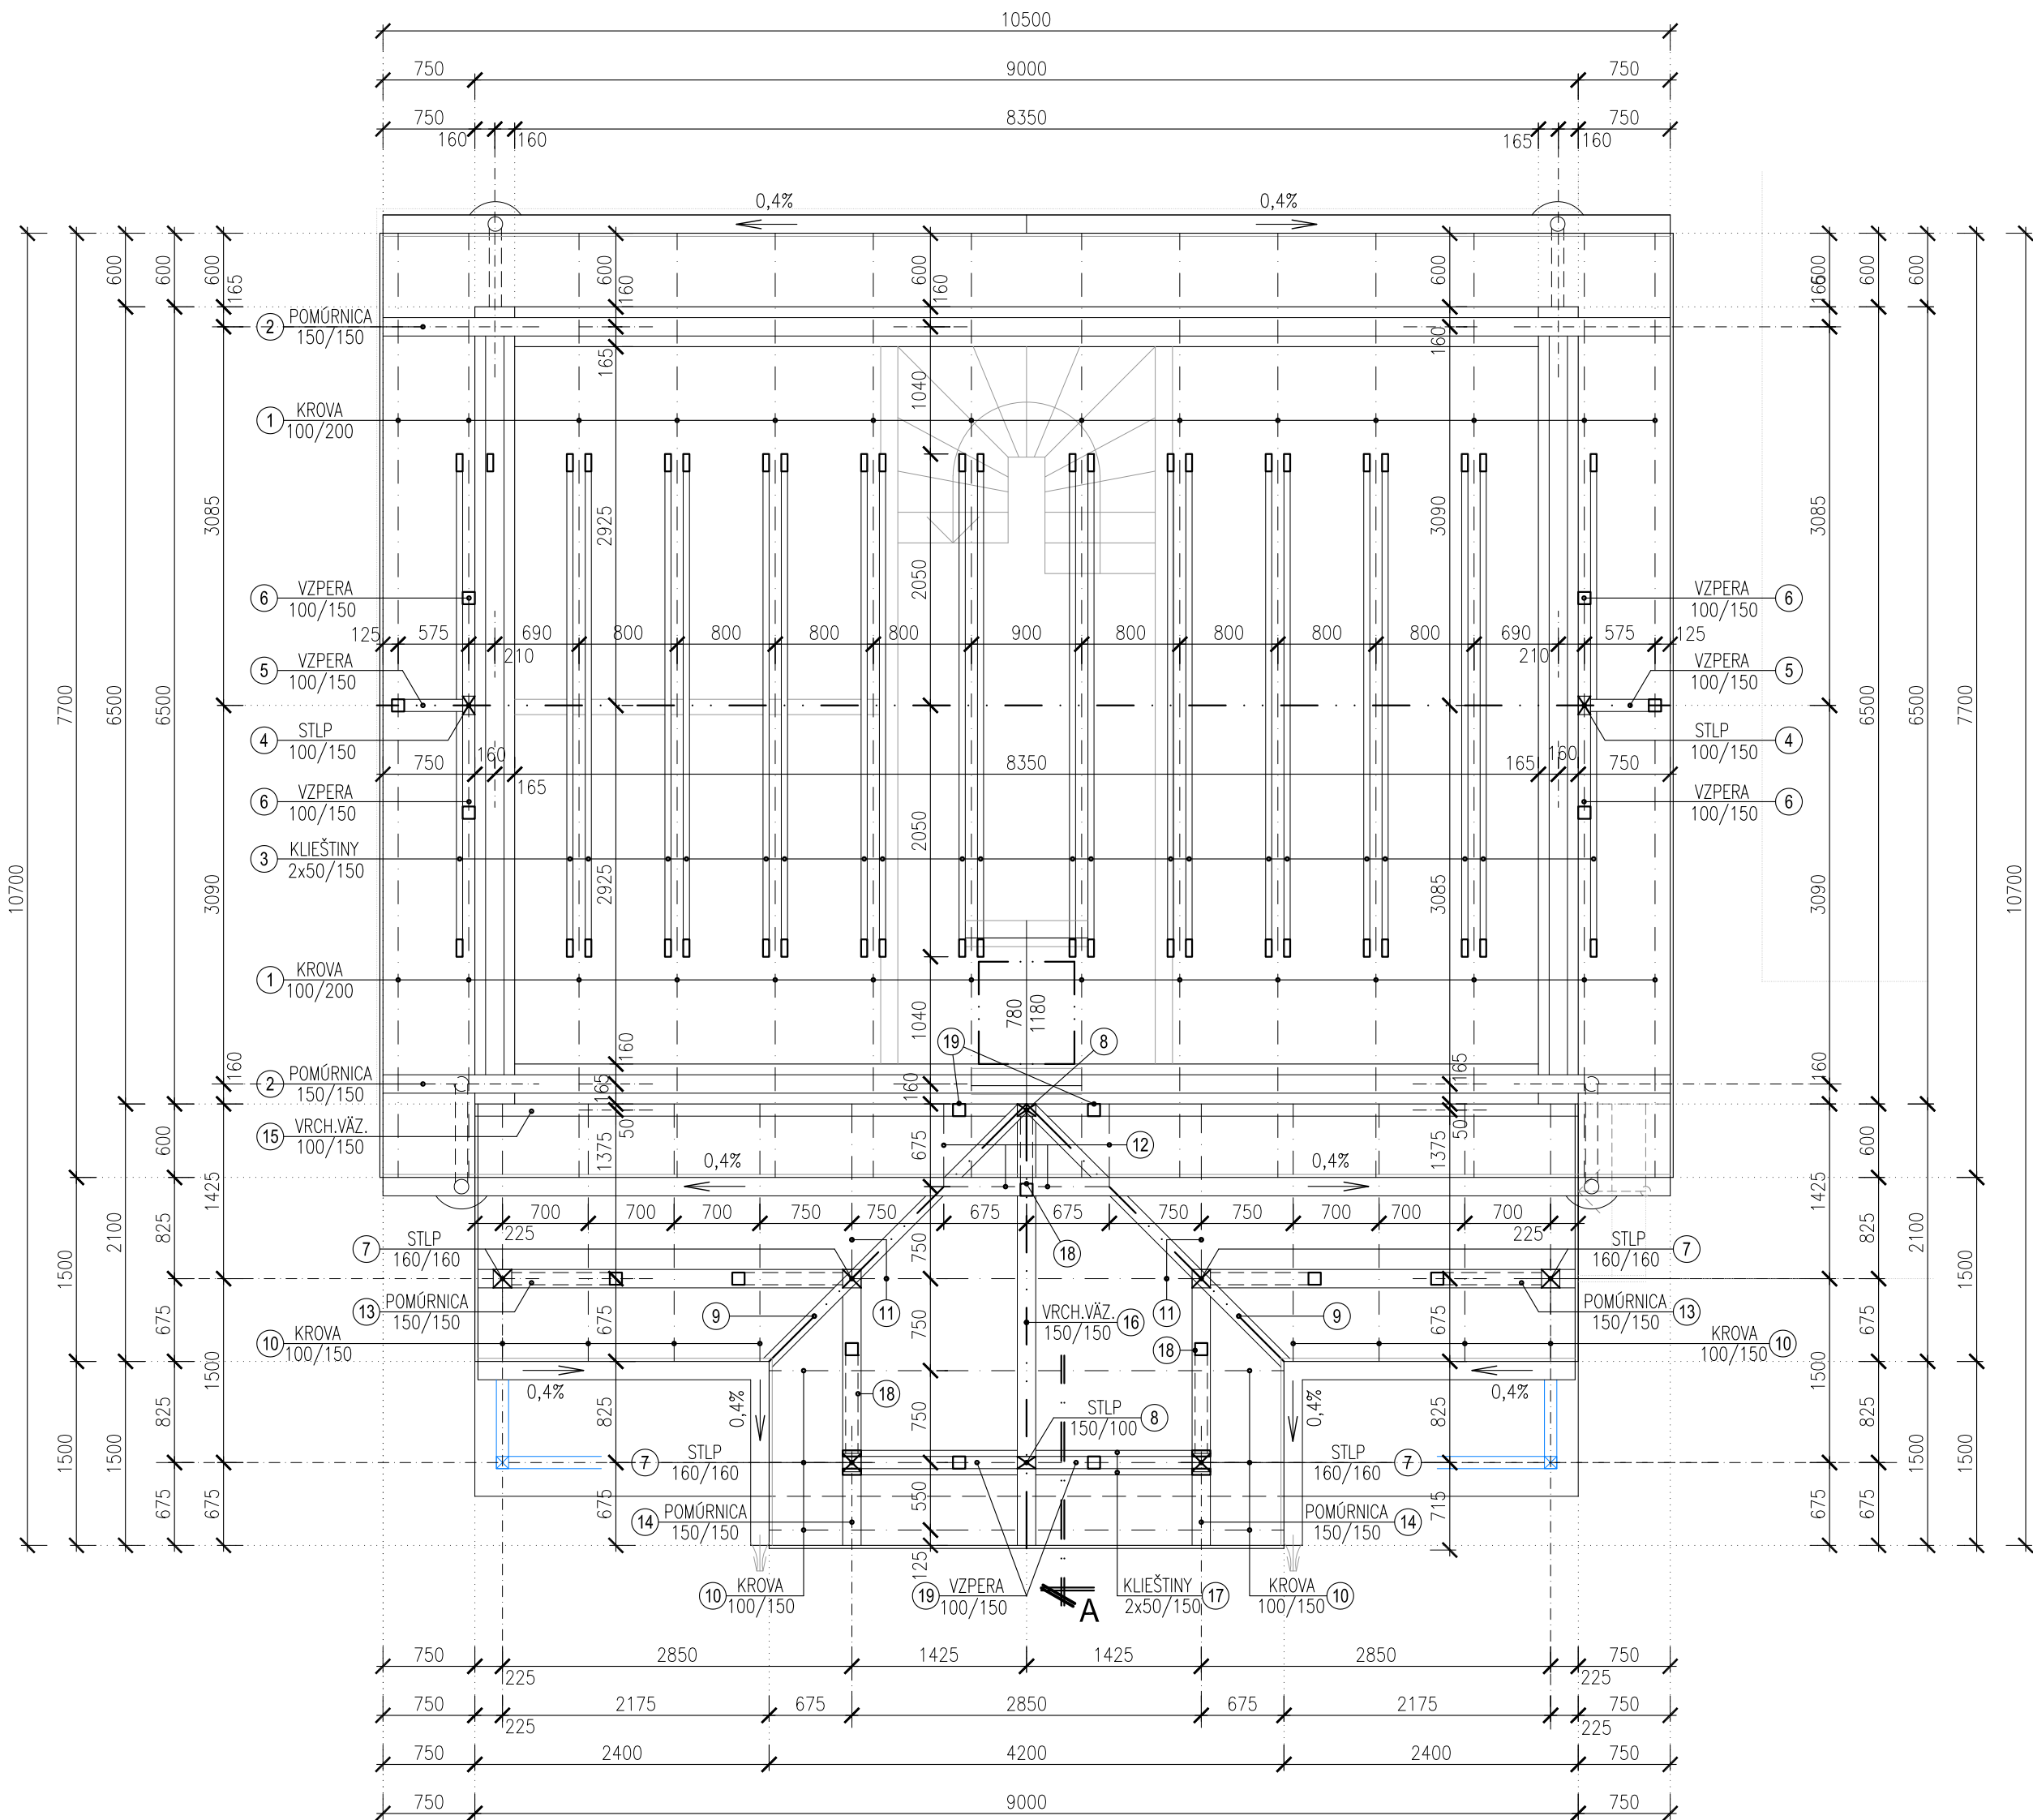 10500
750 9000 750
750 8350 750
160 160 165 160
0,4% 0,4%
600 600 600 165 600 160 600 160 600 600 165 600 600
2 POMÚRNICA
150/150
165 1040 160
1 KROVA
100/200
3085 2925 2050 3090 3085
6 VZPERA
100/150
VZPERA 6
100/150
125 575 690 800 800 800 800 900 800 800 800 800 690 575 125
210 210
5 VZPERA
100/150
VZPERA 5
100/150
7700 6500 6500 6500 6500 7700
4 STLP
100/150
STLP 4
100/150
750 160 8350 160 750
165 165
6 VZPERA
100/150
VZPERA 6
100/150
3 KLIEŠTINY
2x50/150
10700 3090 2925 2050 3085 3090 10700
1 KROVA
100/200
1040 780 1180
19 8
160 160 165 160
2 POMÚRNICA
150/150
165 160
15 VRCH.VÄZ.
100/150
50 50
12
600 1425 1375 675 1375 1425 600
0,4% 0,4%
700 700 700 750 750 675 675 750 750 700 700 700
225 225
7 STLP
160/160
18
STLP 7
160/160
1500 2100 825 750 825 2100 1500
13 POMÚRNICA
150/150
11 11
POMÚRNICA 13
150/150
9 VRCH.VÄZ. 16
150/150
9
10 KROVA
100/150
KROVA 10
100/150
675 1500 675 750 675 1500 675
18
0,4% 0,4% 0,4% 0,4%
18
STLP 8
150/100
825 825 750 825 825
1500 1500 1500 1500
7 STLP
160/160
STLP 7
160/160
675 675 675 550 715 675 675
14 POMÚRNICA
150/150
POMÚRNICA 14
150/150
125
10 KROVA
100/150
19 VZPERA
100/150
A
KLIEŠTINY 17
2x50/150
KROVA 10
100/150
750 2850 1425 1425 2850 750
225 225
750 2175 675 2850 675 2175 750
225 225
750 2400 4200 2400 750
750 9000 750